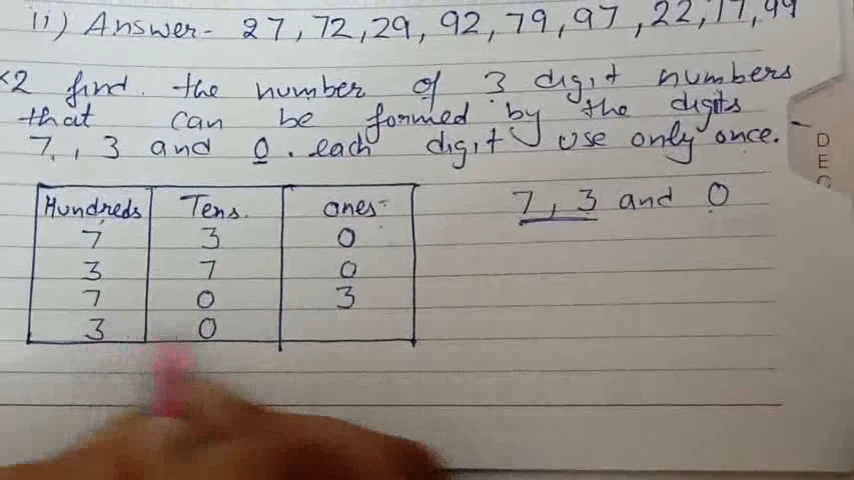 ii) Answer- 27, 72, 29, 92, 79, 97, 22, 77, 99
2 find the number of 3 digit numbers
that can be formed by the digits
7, 3 and 0. each digit use only once.
Hundreds Tens. ones
7 3 0
3 7 0
7 0 3
3 0
7, 3 and 0